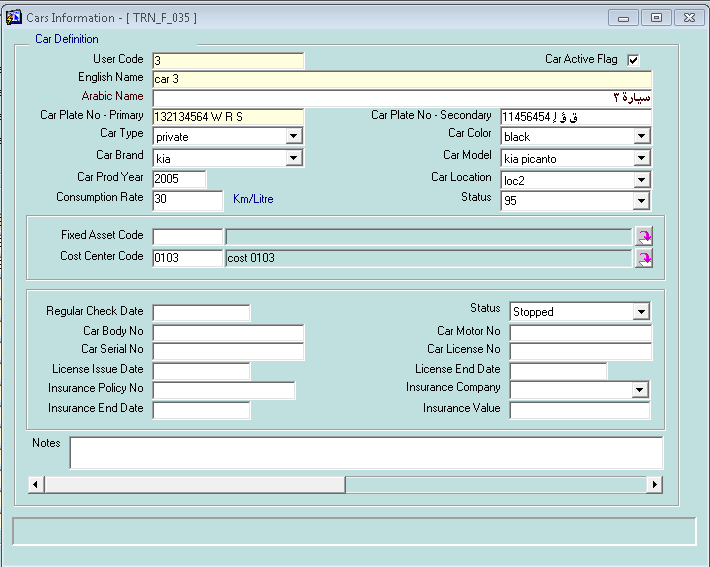 Cars Information - [ TRN_F_035 ]
Car Definition
User Code 3 Car Active Flag
English Name car 3
Arabic Name سيارة ٣
Car Plate No - Primary 132134564 W R S Car Plate No - Secondary 11456454 ق ق ل
Car Type private Car Color black
Car Brand kia Car Model kia picanto
Car Prod Year 2005 Car Location loc2
Consumption Rate 30 Km/Litre Status 95
Fixed Asset Code
Cost Center Code 0103 cost 0103
Regular Check Date Status Stopped
Car Body No Car Motor No
Car Serial No Car License No
License Issue Date License End Date
Insurance Policy No Insurance Company
Insurance End Date Insurance Value
Notes